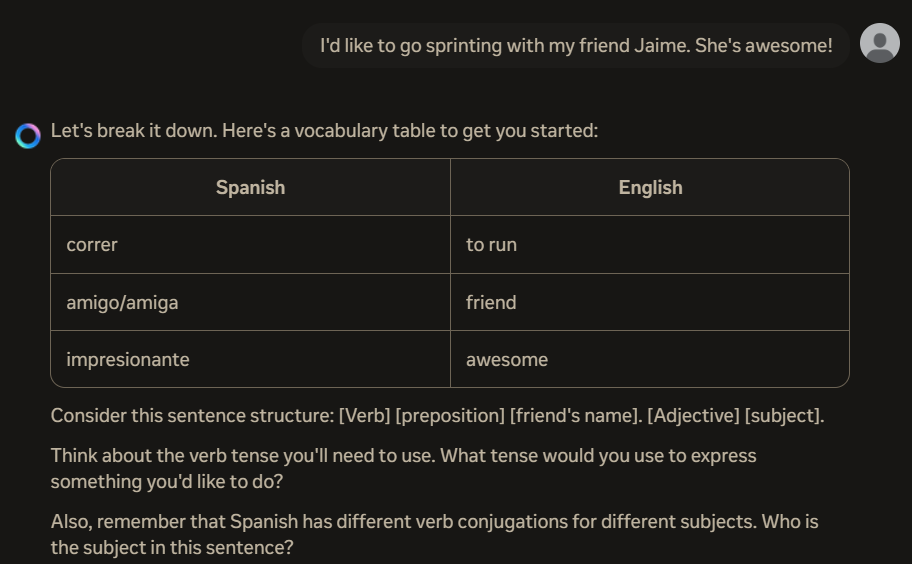 I'd like to go sprinting with my friend Jaime. She's awesome!
Let's break it down. Here's a vocabulary table to get you started:
Spanish English
correr to run
amigo/amiga friend
impresionante awesome
Consider this sentence structure: [Verb] [preposition] [friend's name]. [Adjective] [subject].
Think about the verb tense you'll need to use. What tense would you use to express
something you'd like to do?
Also, remember that Spanish has different verb conjugations for different subjects. Who is
the subject in this sentence?